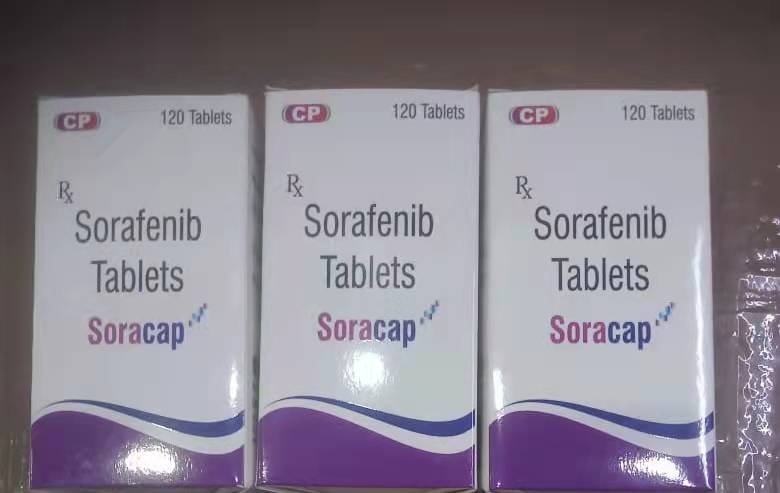 CP 120 Tablets
Rx
Sorafenib
Tablets
Soracap
CP 120 Tablets
Rx
Sorafenib
Tablets
Soracap
CP 120 Tablets
Rx
Sorafenib
Tablets
Soracap